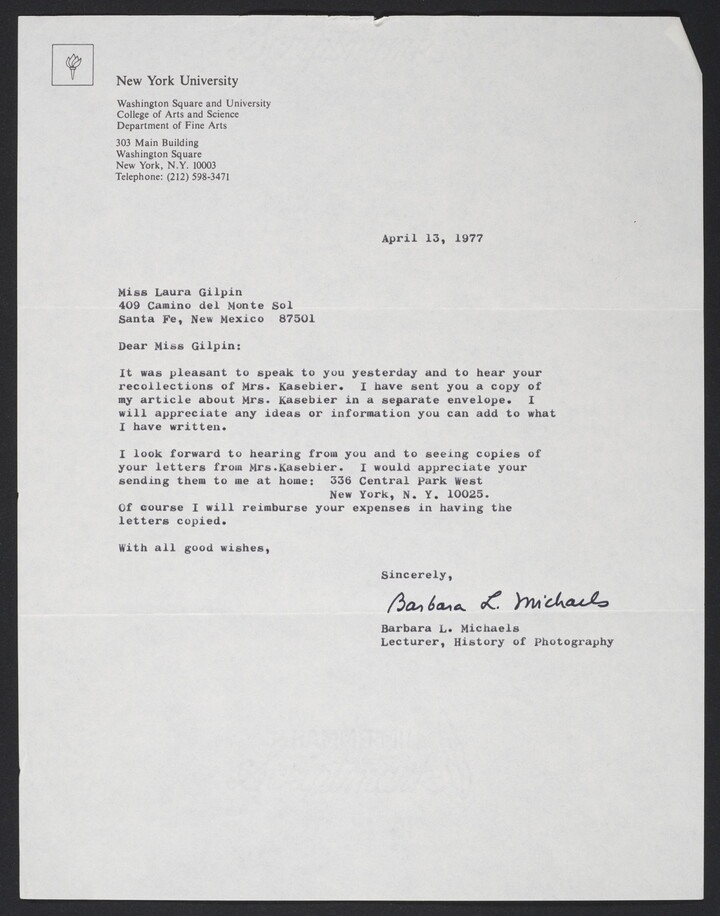 New York University
Washington Square and University
College of Arts and Science
Department of Fine Arts
303 Main Building
Washington Square
New York, N.Y. 10003
Telephone: (212) 598-3471
April 13, 1977
Miss Laura Gilpin
409 Camino del Monte Sol
Santa Fe, New Mexico 87501
Dear Miss Gilpin:
It was pleasant to speak to you yesterday and to hear your
recollections of Mrs. Kasebier. I have sent you a copy of
my article about Mrs. Kasebier in a separate envelope. I
will appreciate any ideas or information you can add to what
I have written.
I look forward to hearing from you and to seeing copies of
your letters from Mrs.Kasebier. I would appreciate your
sending them to me at home: 336 Central Park West
New York, N. Y. 10025.
Of course I will reimburse your expenses in having the
letters copied.
With all good wishes,
Sincerely,
Barbara L. Michaels
Barbara L. Michaels
Lecturer, History of Photography